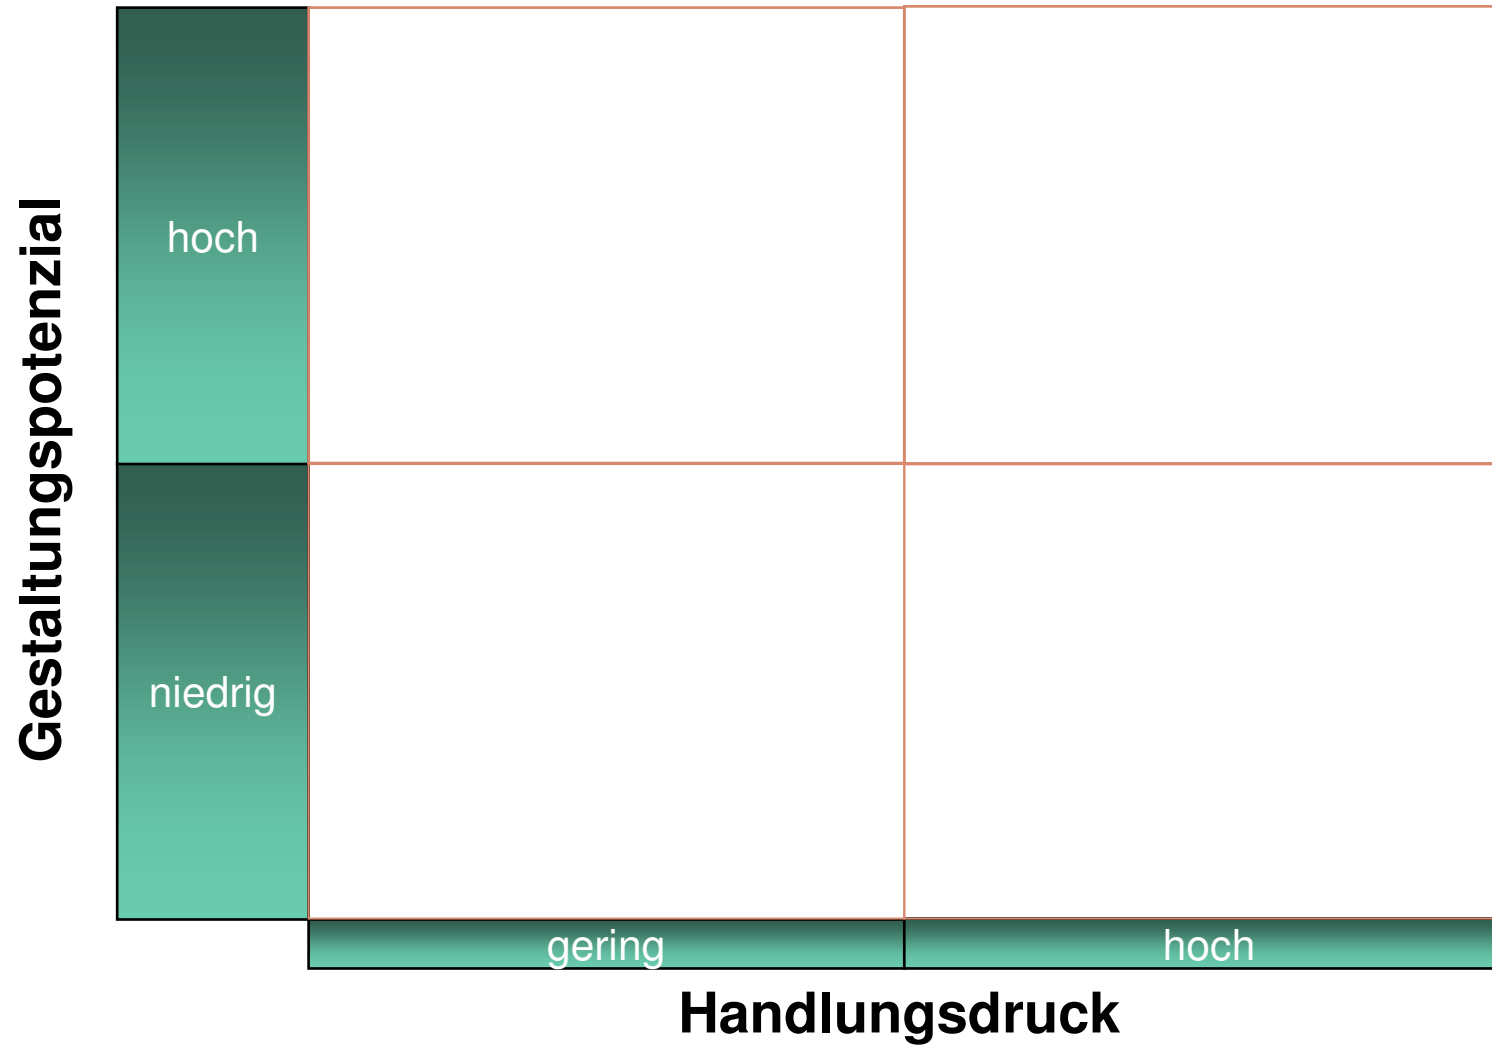 Gestaltungspotenzial
hoch
niedrig
gering
hoch
Handlungsdruck